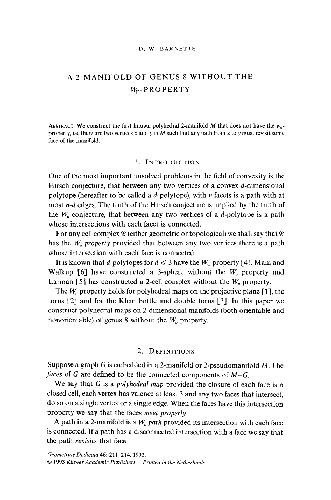 D. W. BARNETTE
A 2-MANIFOLD OF GENUS 8 WITHOUT THE
Wv-PROPERTY
ABSTRACT. We construct the first known polyhedral 2-manifold M that does not have the wv-
property, i.e. there are two vertices x and y in M such that any path from x to y must revisit some
face of the manifold.
1. INTRODUCTION
One of the most important unsolved problems in the field of convexity is the
Hirsch conjecture, that between any two vertices of a convex d-dimensional
polytope (hereafter to be called a d-polytope), with n facets is a path with at
most n-d edges. The truth of the Hirsch conjecture is implied by the truth of
the Wv conjecture, that between any two vertices of a d-polytope is a path
whose intersections with each facet is connected.
For any cell complex (either geometric or topological) we shall say that
has the Wv property provided that between any two vertices there is a path
whose intersection with each face is connected.
It is known that d-polytopes for d ≤ 3 have the Wv property [4]. Mani and
Walkup [6] have constructed a 3-sphere without the Wv property and
Larman [5] has constructed a 2-cell complex without the Wv property.
The Wv property holds for polyhedral maps on the projective plane [1], the
torus [2] and for the Klein bottle and double torus [7]. In this paper we
construct polyhedral maps on 2-dimensional manifolds (both orientable and
nonorientable) of genus 8 without the Wv property.
2. DEFINITIONS
Suppose a graph G is embedded in a 2-manifold or 2-pseudomanifold M. The
faces of G are defined to be the connected components of M-G.
We say that G is a polyhedral map provided the closure of each face is a
closed cell, each vertex has valence at least 3 and any two faces that intersect,
do so on a single vertex or a single edge. When the faces have this intersection
property we say that the faces meet properly.
A path in a 2-manifold is a Wv path provided its intersection with each face
is connected. If a path has a disconnected intersection with a face we say that
the path revisits that face.
Geometriae Dedicata 46: 211-214, 1993.
© 1993 Kluwer Academic Publishers. Printed in the Netherlands.